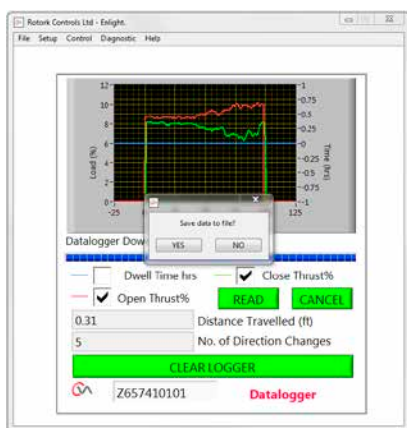 Rotork Controls Ltd - Enlight.
File Setup Control Diagnostic Help
12 1
10 0.75
0.5
8 0.25
6 0
4 -0.25
-0.5
2 -0.75
0 -1
-25 125
Load (%)
Time (hrs)
Save data to file?
YES NO
Datalogger Dow
Dwell Time hrs Close Thrust%
Open Thrust% READ CANCEL
0.31 Distance Travelled (ft)
5 No. of Direction Changes
CLEAR LOGGER
Z657410101 Datalogger